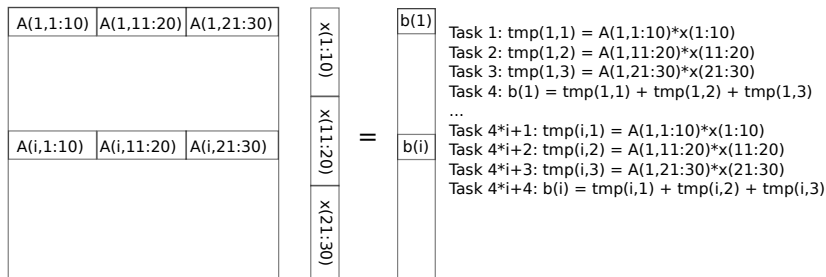 A(1,1:10) A(1,11:20) A(1,21:30)
A(i,1:10) A(i,11:20) A(i,21:30)
x(1:10)
x(11:20)
x(21:30)
=
b(1)
b(i)
Task 1: tmp(1,1) = A(1,1:10)*x(1:10)
Task 2: tmp(1,2) = A(1,11:20)*x(11:20)
Task 3: tmp(1,3) = A(1,21:30)*x(21:30)
Task 4: b(1) = tmp(1,1) + tmp(1,2) + tmp(1,3)
...
Task 4*i+1: tmp(i,1) = A(1,1:10)*x(1:10)
Task 4*i+2: tmp(i,2) = A(1,11:20)*x(11:20)
Task 4*i+3: tmp(i,3) = A(1,21:30)*x(21:30)
Task 4*i+4: b(i) = tmp(i,1) + tmp(i,2) + tmp(i,3)